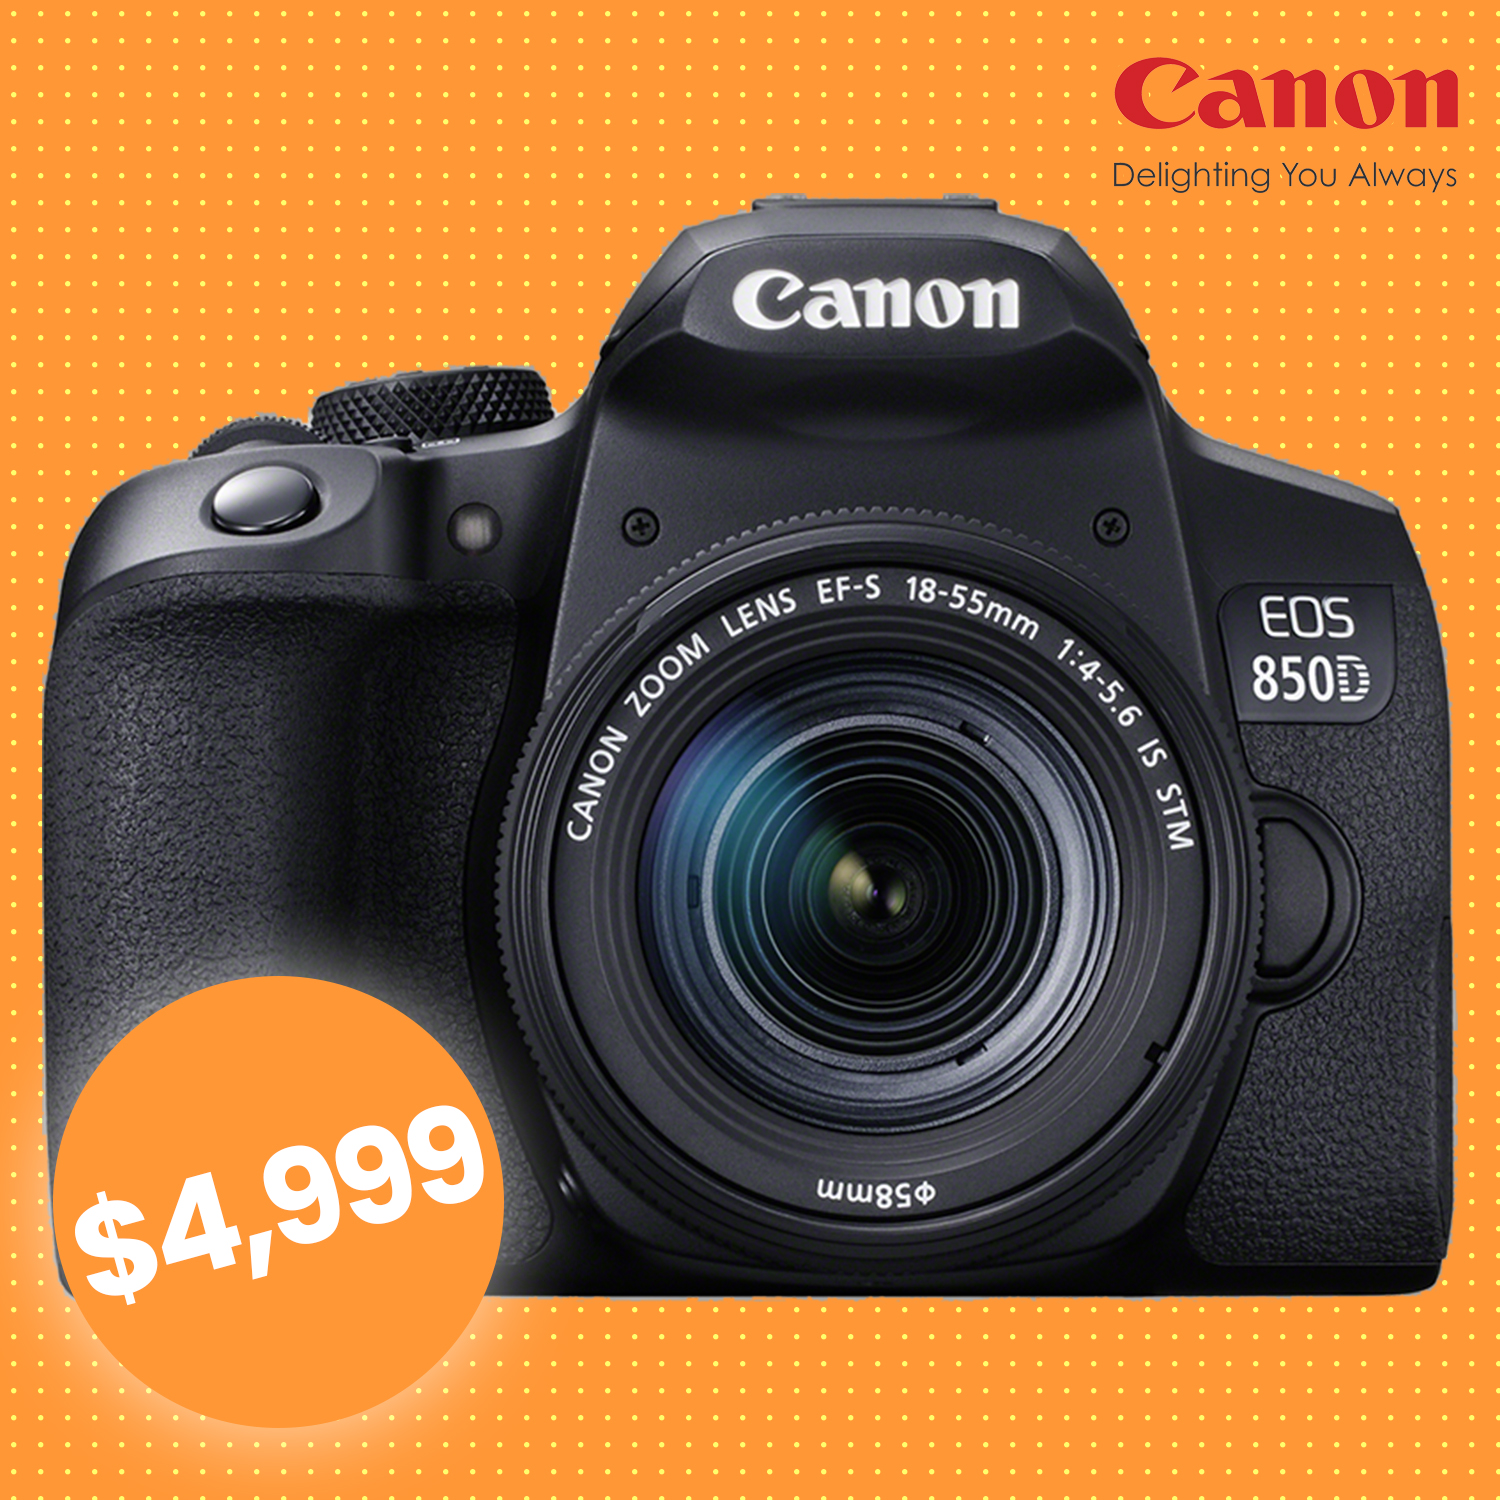 Canon
Delighting You Always
Canon
CANON ZOOM LENS EF-S 18-55mm 1:4-5.6 IS STM
EOS
850D
Φ58mm
$4,999